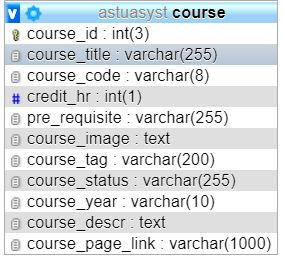 v astuasyst course
course_id : int(3)
course_title : varchar(255)
course_code : varchar(8)
# credit_hr : int(1)
pre_requisite : varchar(255)
course_image : text
course_tag : varchar(200)
course_status : varchar(255)
course_year : varchar(10)
course_descr : text
course_page_link : varchar(1000)